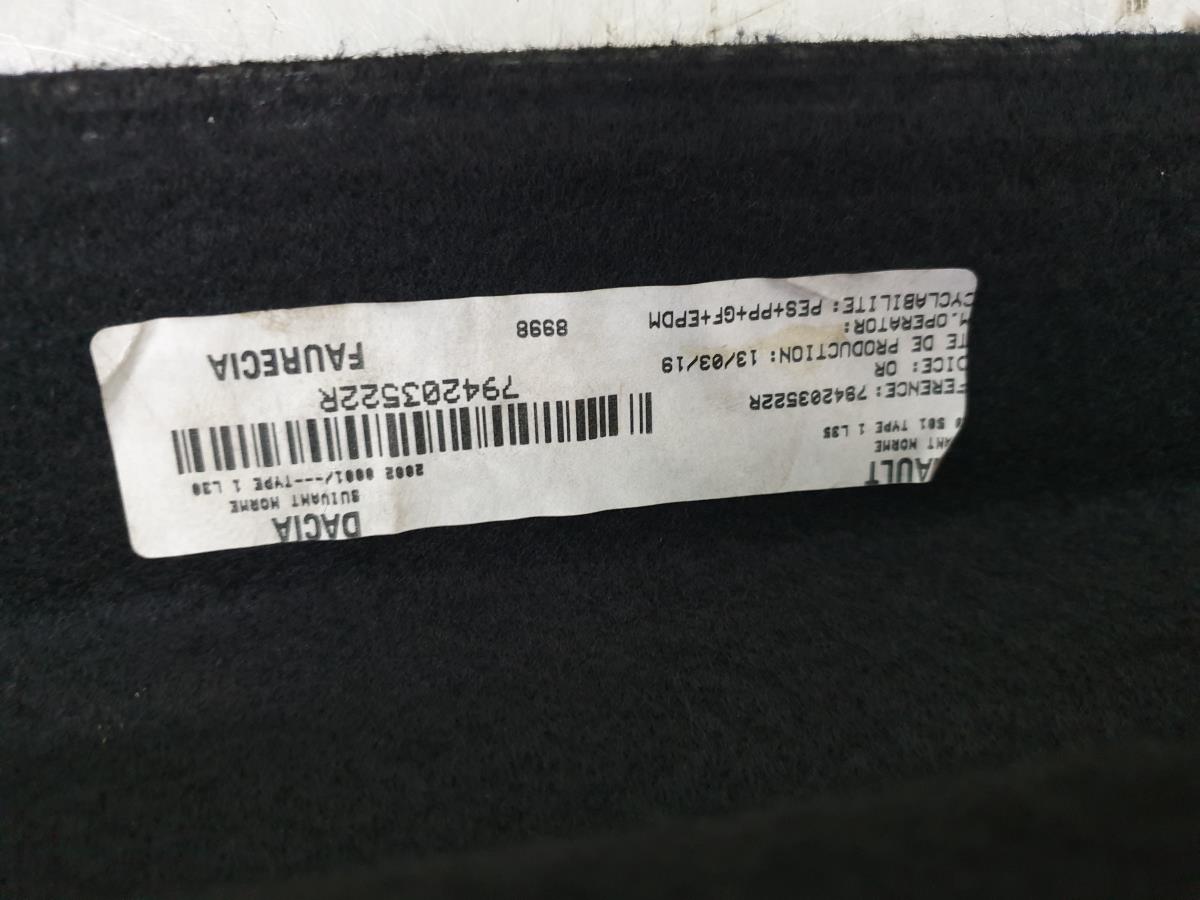 AULT
ANT NORME
0 S01 TYPE 1 L35
FERENCE: 794203522R
DICE: OR
TE DE PRODUCTION: 13/03/19
M.OPERATOR:
CYCLABILITE: PES+PP+GF+EPDM
DACIA
SUIVANT NORME
2002 0001/---TYPE 1 L30
794203522R
FAURECIA
8998